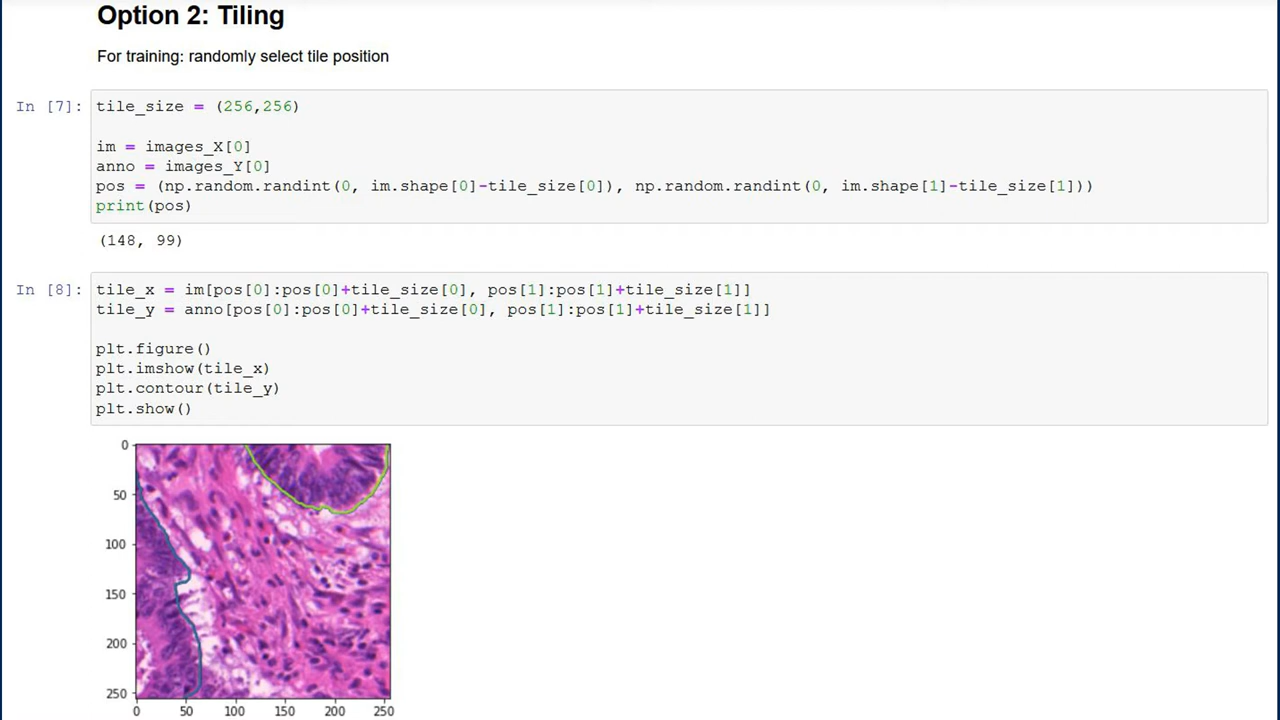 Option 2: Tiling
For training: randomly select tile position
In [7]:
tile_size = (256,256)
im = images_X[0]
anno = images_Y[0]
pos = (np.random.randint(0, im.shape[0]-tile_size[0]), np.random.randint(0, im.shape[1]-tile_size[1]))
print(pos)
(148, 99)
In [8]:
tile_x = im[pos[0]:pos[0]+tile_size[0], pos[1]:pos[1]+tile_size[1]]
tile_y = anno[pos[0]:pos[0]+tile_size[0], pos[1]:pos[1]+tile_size[1]]
plt.figure()
plt.imshow(tile_x)
plt.contour(tile_y)
plt.show()
0
50
100
150
200
250
0 50 100 150 200 250